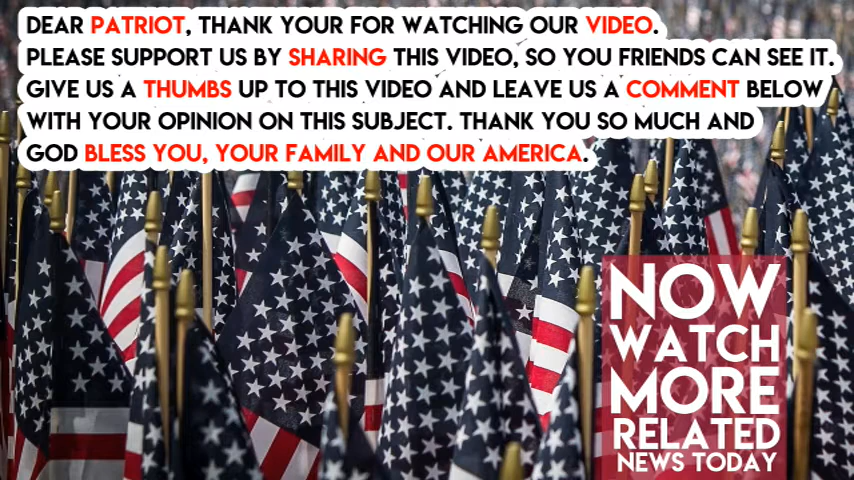 DEAR PATRIOT, THANK YOUR FOR WATCHING OUR VIDEO.
PLEASE SUPPORT US BY SHARING THIS VIDEO, SO YOU FRIENDS CAN SEE IT.
GIVE US A THUMBS UP TO THIS VIDEO AND LEAVE US A COMMENT BELOW
WITH YOUR OPINION ON THIS SUBJECT. THANK YOU SO MUCH AND
GOD BLESS YOU, YOUR FAMILY AND OUR AMERICA.
NOW
WATCH
MORE
RELATED
NEWS TODAY